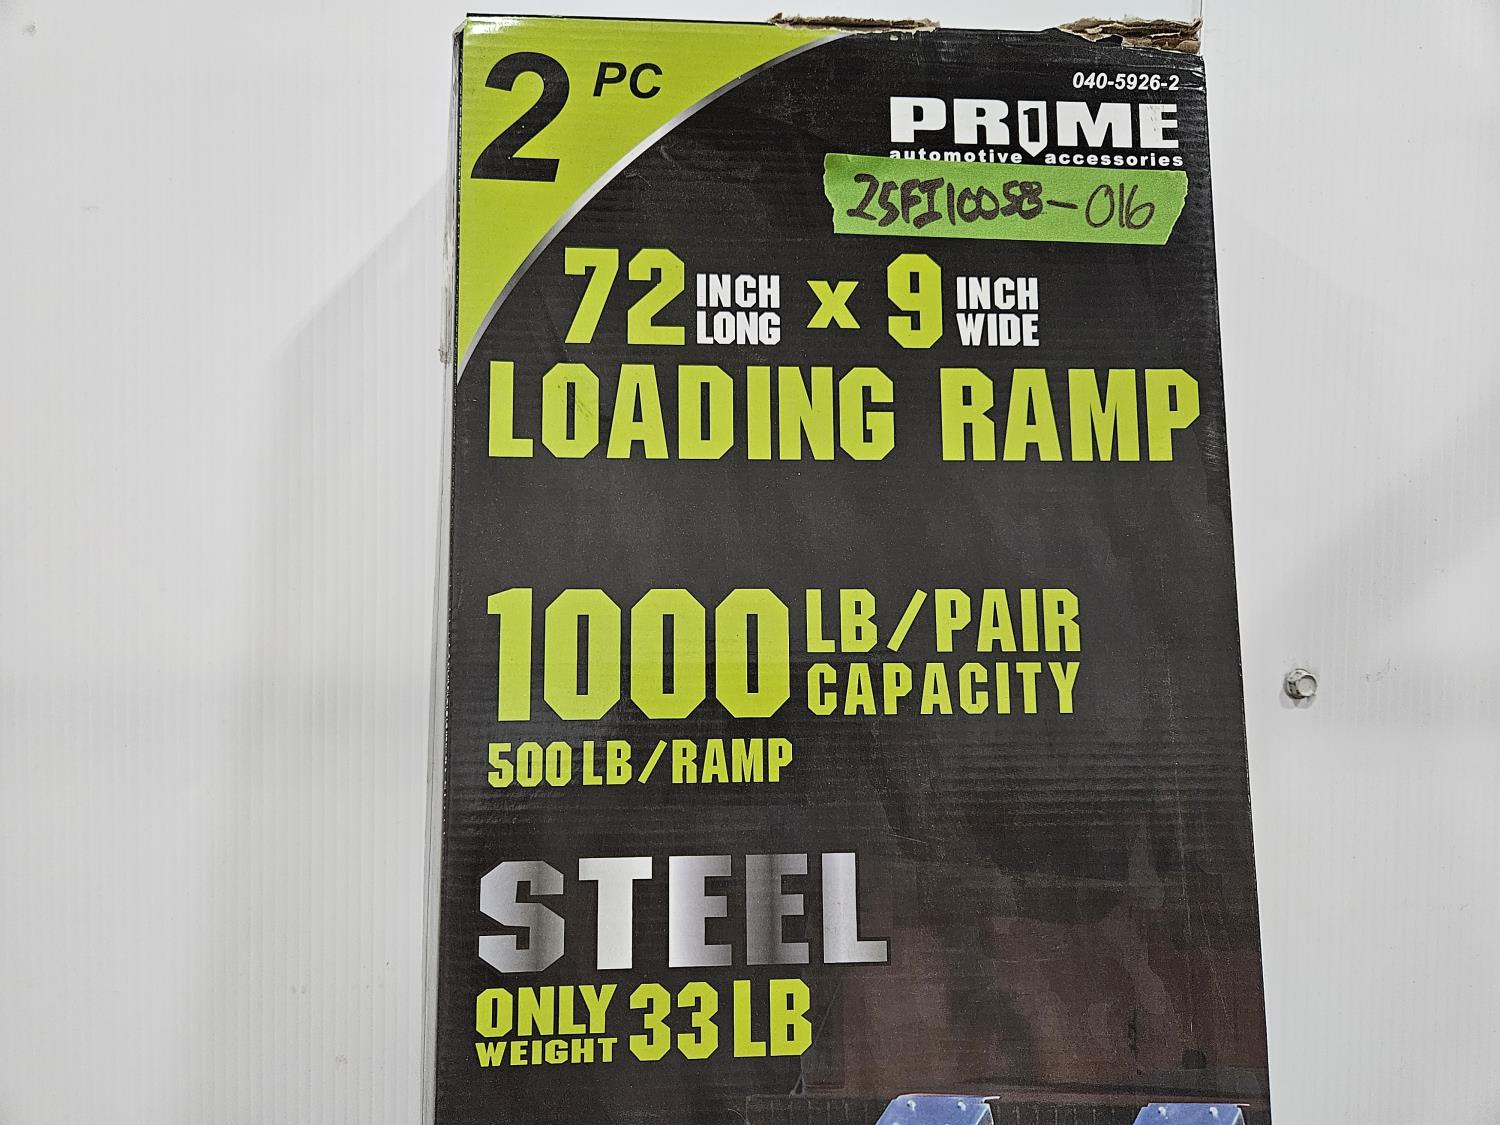 2 PC
040-5926-2
PR1ME
automotive accessories
25FI10058-016
72 INCH LONG x 9 INCH WIDE
LOADING RAMP
1000 LB/PAIR
CAPACITY
500 LB/RAMP
STEEL
ONLY WEIGHT 33 LB